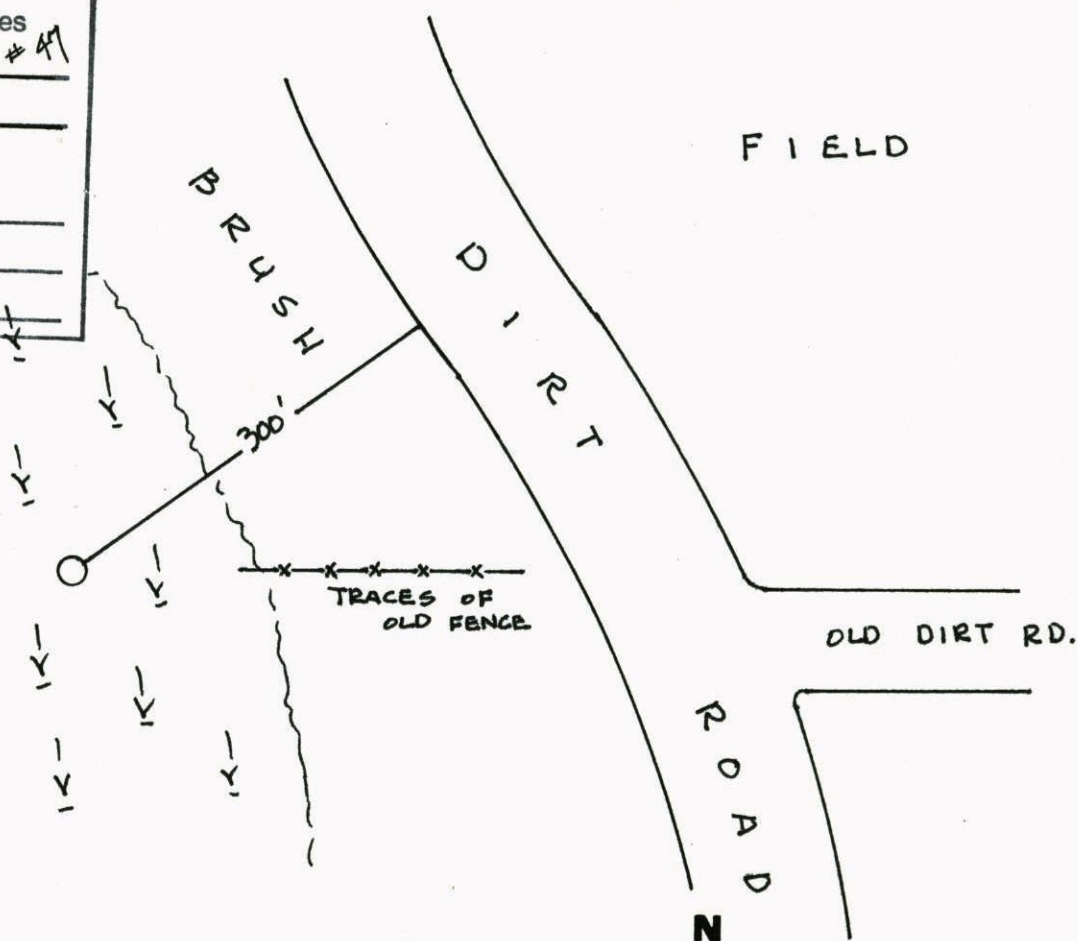 es
# 47
FIELD
BRUSH
DIRT
300'
TRACES OF
OLD FENCE
OLD DIRT RD.
ROAD
N